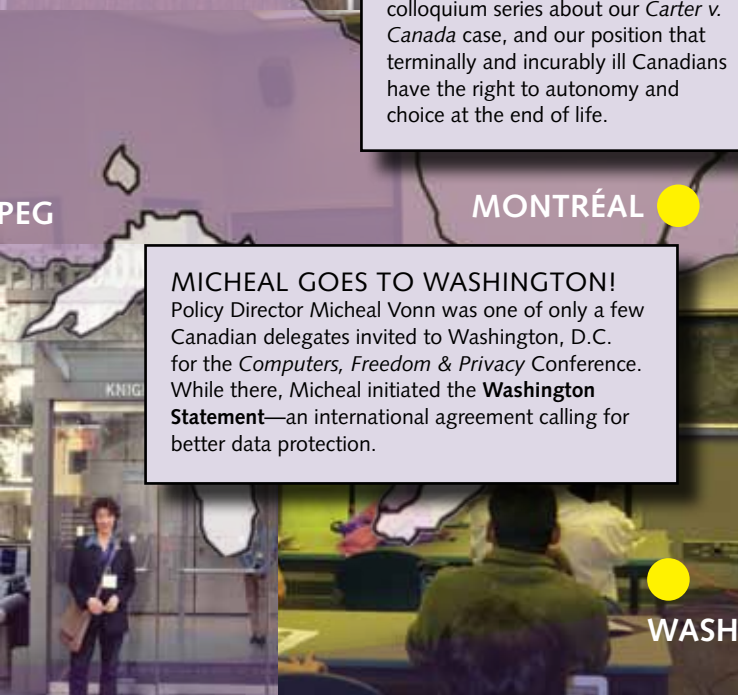 colloquium series about our Carter v.
Canada case, and our position that
terminally and incurably ill Canadians
have the right to autonomy and
choice at the end of life.
PEG
MONTRÉAL
MICHEAL GOES TO WASHINGTON!
Policy Director Micheal Vonn was one of only a few
Canadian delegates invited to Washington, D.C.
for the Computers, Freedom & Privacy Conference.
While there, Micheal initiated the Washington
Statement—an international agreement calling for
better data protection.
KNIG
WASH